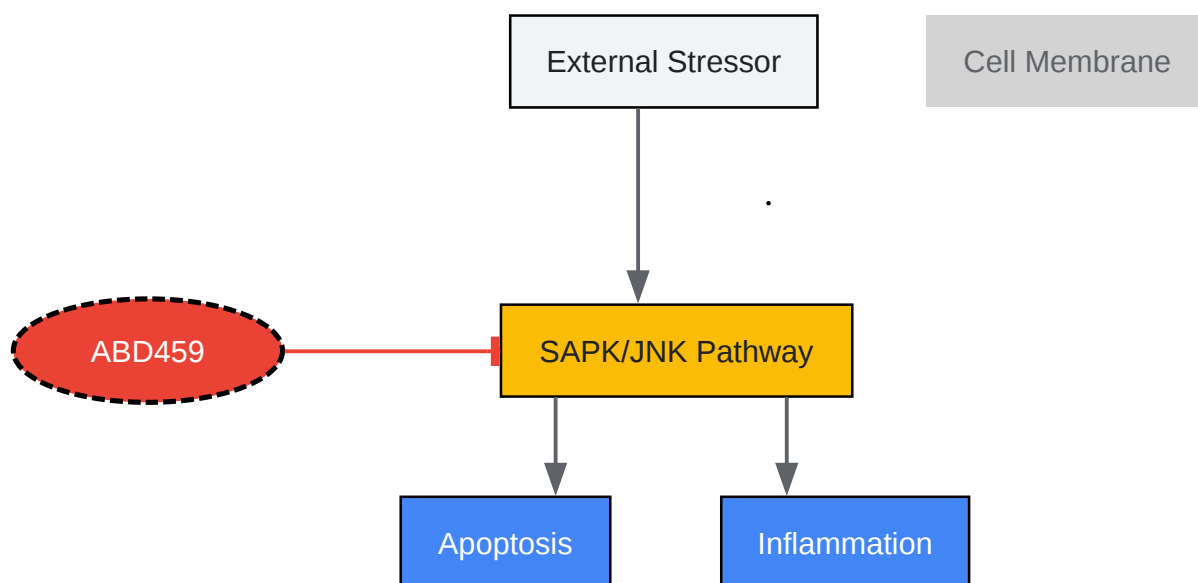 External Stressor
Cell Membrane
ABD459
SAPK/JNK Pathway
Apoptosis
Inflammation